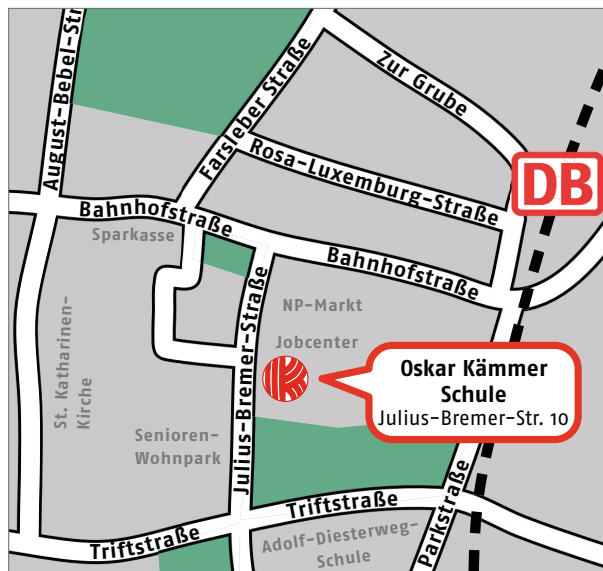 August-Bebel-Str
Farsleber Straße
Zur Grube
Rosa-Luxemburg-Straße
DB
Bahnhofstraße
Sparkasse
Bahnhofstraße
NP-Markt
Jobcenter
St. Katharinen-
Kirche
Julius-Bremer-Straße
Oskar Kämmer
Schule
Julius-Bremer-Str. 10
Senioren-
Wohnpark
Triftstraße
Triftstraße
Parkstraße
Adolf-Diesterweg-
Schule